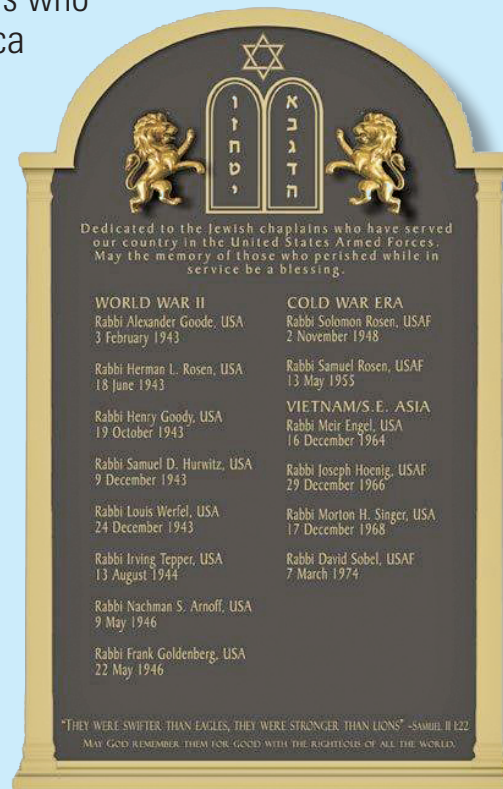 s who
ca
א
ב
ג
ד
ה
ו
ז
ח
ט
י
Dedicated to the Jewish chaplains who have served
our country in the United States Armed Forces.
May the memory of those who perished while in
service be a blessing.
WORLD WAR II
Rabbi Alexander Goode, USA
3 February 1943
Rabbi Herman L. Rosen, USA
18 June 1943
Rabbi Henry Goody, USA
19 October 1943
Rabbi Samuel D. Hurwitz, USA
9 December 1943
Rabbi Louis Werfel, USA
24 December 1943
Rabbi Irving Tepper, USA
13 August 1944
Rabbi Nachman S. Arnoff, USA
9 May 1946
Rabbi Frank Goldenberg, USA
22 May 1946
COLD WAR ERA
Rabbi Solomon Rosen, USAF
2 November 1948
Rabbi Samuel Rosen, USAF
13 May 1955
VIETNAM/S.E. ASIA
Rabbi Meir Engel, USA
16 December 1964
Rabbi Joseph Hoenig, USAF
29 December 1966
Rabbi Morton H. Singer, USA
17 December 1968
Rabbi David Sobel, USAF
7 March 1974
"THEY WERE SWIFTER THAN EAGLES, THEY WERE STRONGER THAN LIONS" -SAMUEL II 1:22
MAY GOD REMEMBER THEM FOR GOOD WITH THE RIGHTEOUS OF ALL THE WORLD.